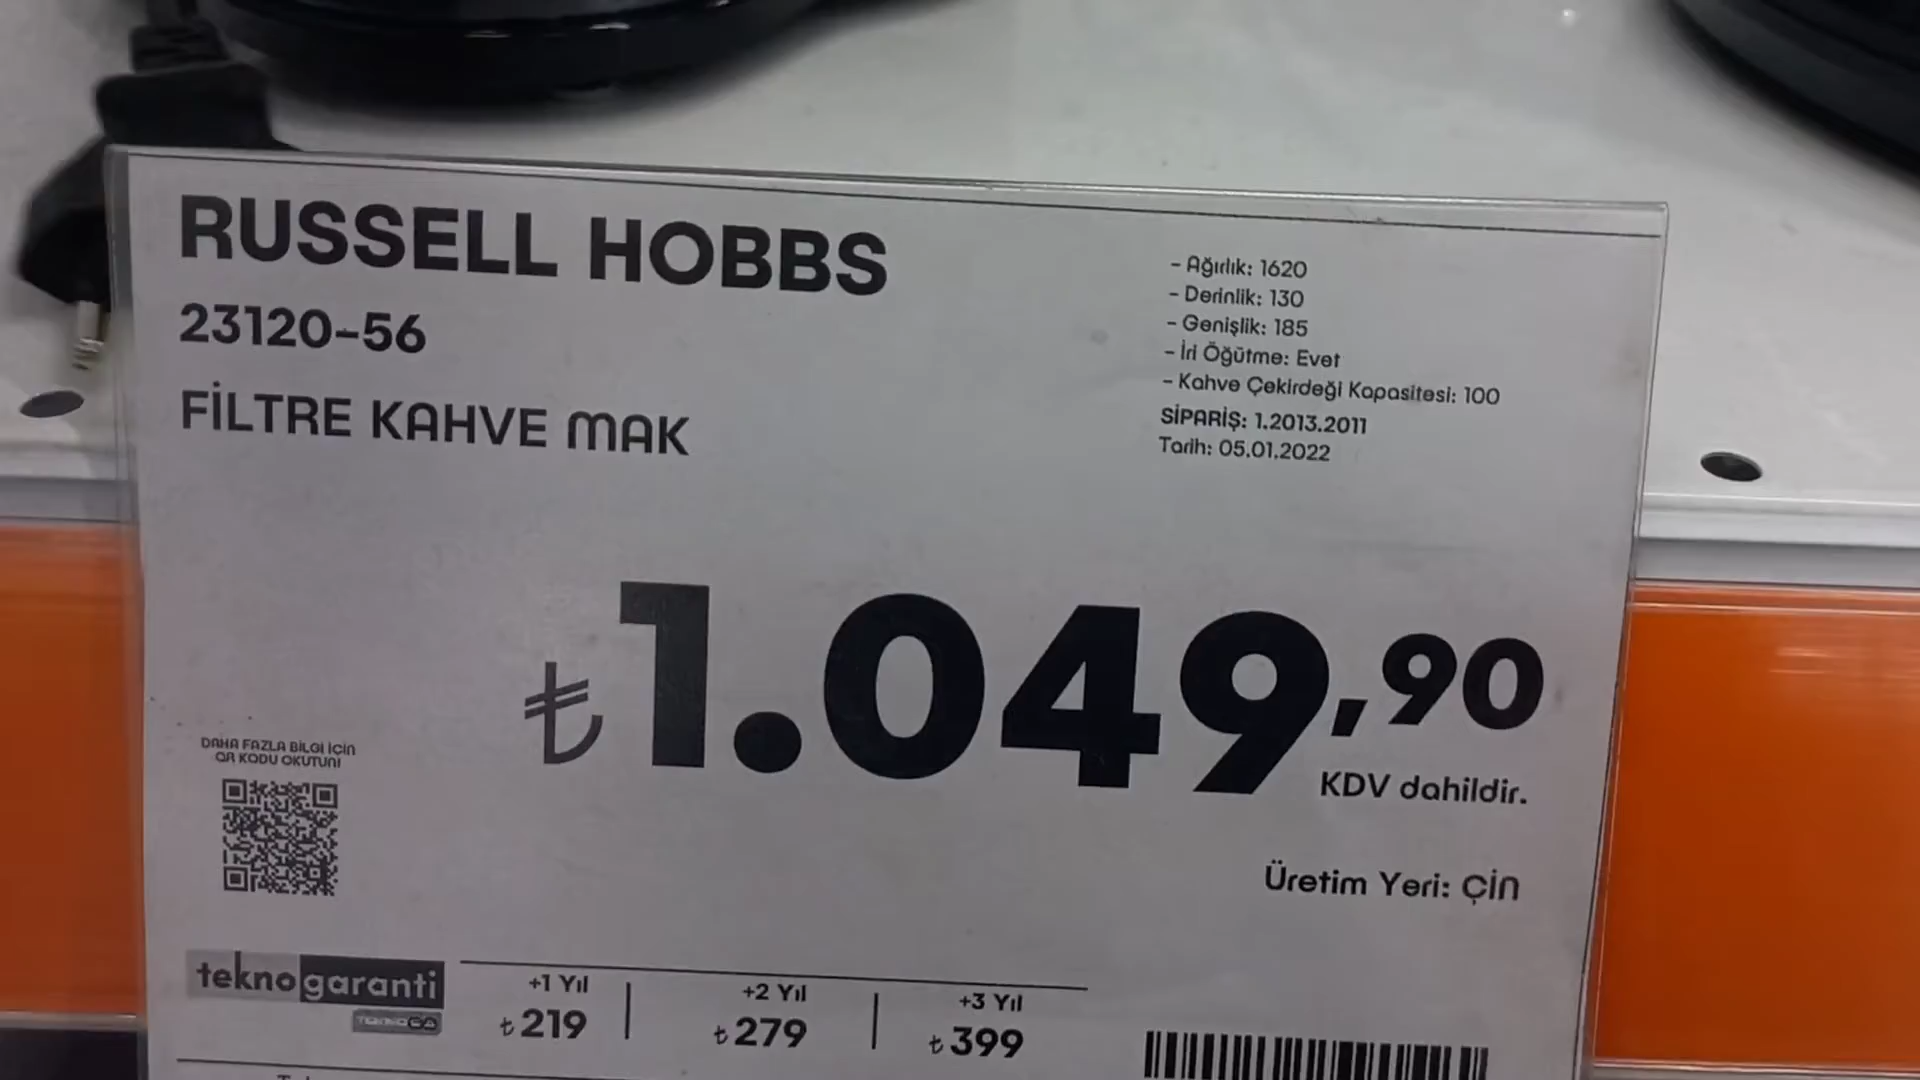 RUSSELL HOBBS
23120-56
FİLTRE KAHVE MAK
- Ağırlık: 1620
- Derinlik: 130
- Genişlik: 185
- İri Öğütme: Evet
- Kahve Çekirdeği Kapasitesi: 100
SİPARİŞ: 1.2013.2011
Tarih: 05.01.2022
₺1.049,90
KDV dahildir.
DAHA FAZLA BİLGİ İÇİN
QR KODU OKUTUN!
Üretim Yeri: ÇİN
teknogaranti
+1 Yıl
₺219
+2 Yıl
₺279
+3 Yıl
₺399